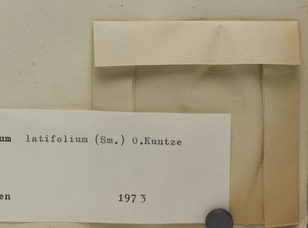 um latifolium (Sm.) O.Kuntze
en 1973